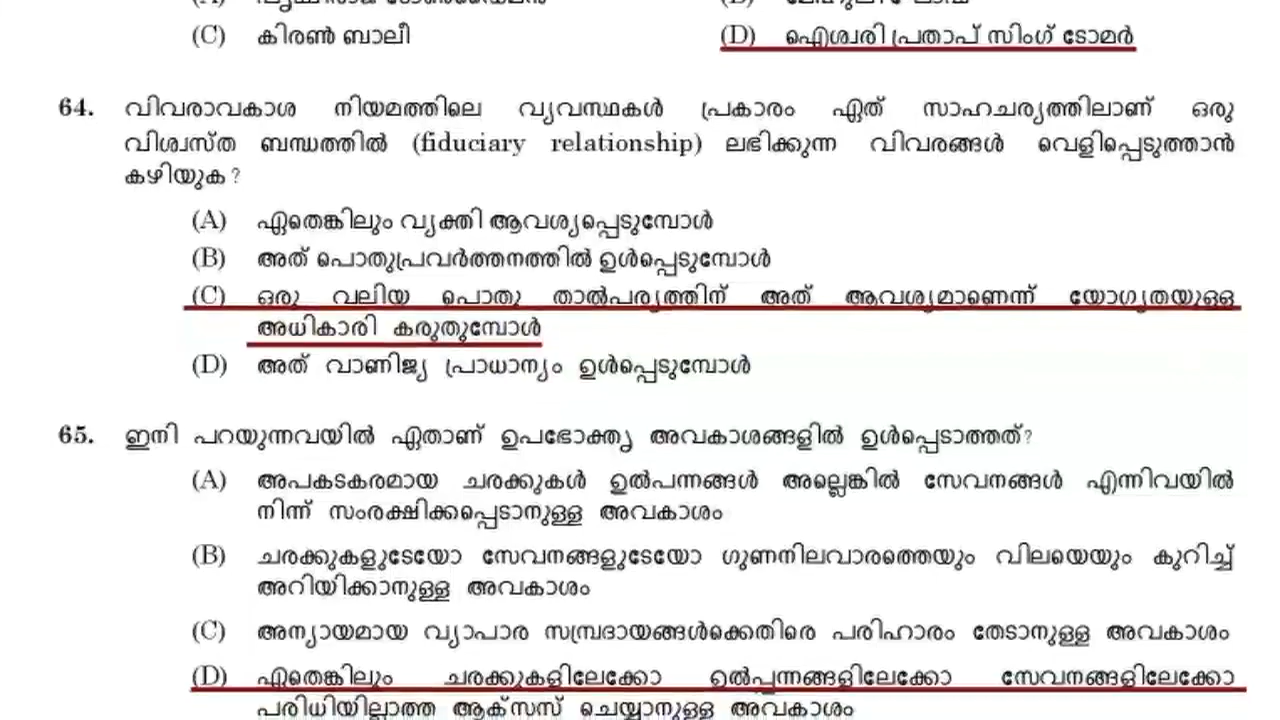 (C) കിരൺ ബാലീ (D) ഐശ്വരി പ്രതാപ് സിംഗ് ടോമർ
64. വിവരാവകാശ നിയമത്തിലെ വ്യവസ്ഥകൾ പ്രകാരം ഏത് സാഹചര്യത്തിലാണ് ഒരു
വിശ്വസ്ത ബന്ധത്തിൽ (fiduciary relationship) ലഭിക്കുന്ന വിവരങ്ങൾ വെളിപ്പെടുത്താൻ
കഴിയുക?
(A) ഏതെങ്കിലും വ്യക്തി ആവശ്യപ്പെടുമ്പോൾ
(B) അത് പൊതുപ്രവർത്തനത്തിൽ ഉൾപ്പെടുമ്പോൾ
(C) ഒരു വലിയ പൊതു താൽപര്യത്തിന് അത് ആവശ്യമാണെന്ന് യോഗ്യതയുള്ള
അധികാരി കരുതുമ്പോൾ
(D) അത് വാണിജ്യ പ്രാധാന്യം ഉൾപ്പെടുമ്പോൾ
65. ഇനി പറയുന്നവയിൽ ഏതാണ് ഉപഭോക്തൃ അവകാശങ്ങളിൽ ഉൾപ്പെടാത്തത്?
(A) അപകടകരമായ ചരക്കുകൾ ഉൽപന്നങ്ങൾ അല്ലെങ്കിൽ സേവനങ്ങൾ എന്നിവയിൽ
നിന്ന് സംരക്ഷിക്കപ്പെടാനുള്ള അവകാശം
(B) ചരക്കുകളുടേയോ സേവനങ്ങളുടേയോ ഗുണനിലവാരത്തെയും വിലയെയും കുറിച്ച്
അറിയിക്കാനുള്ള അവകാശം
(C) അന്യായമായ വ്യാപാര സമ്പ്രദായങ്ങൾക്കെതിരെ പരിഹാരം തേടാനുള്ള അവകാശം
(D) ഏതെങ്കിലും ചരക്കുകളിലേക്കോ ഉൽപ്പന്നങ്ങളിലേക്കോ സേവനങ്ങളിലേക്കോ
പരിധിയില്ലാത്ത ആക്സസ് ചെയ്യാനുള്ള അവകാശം